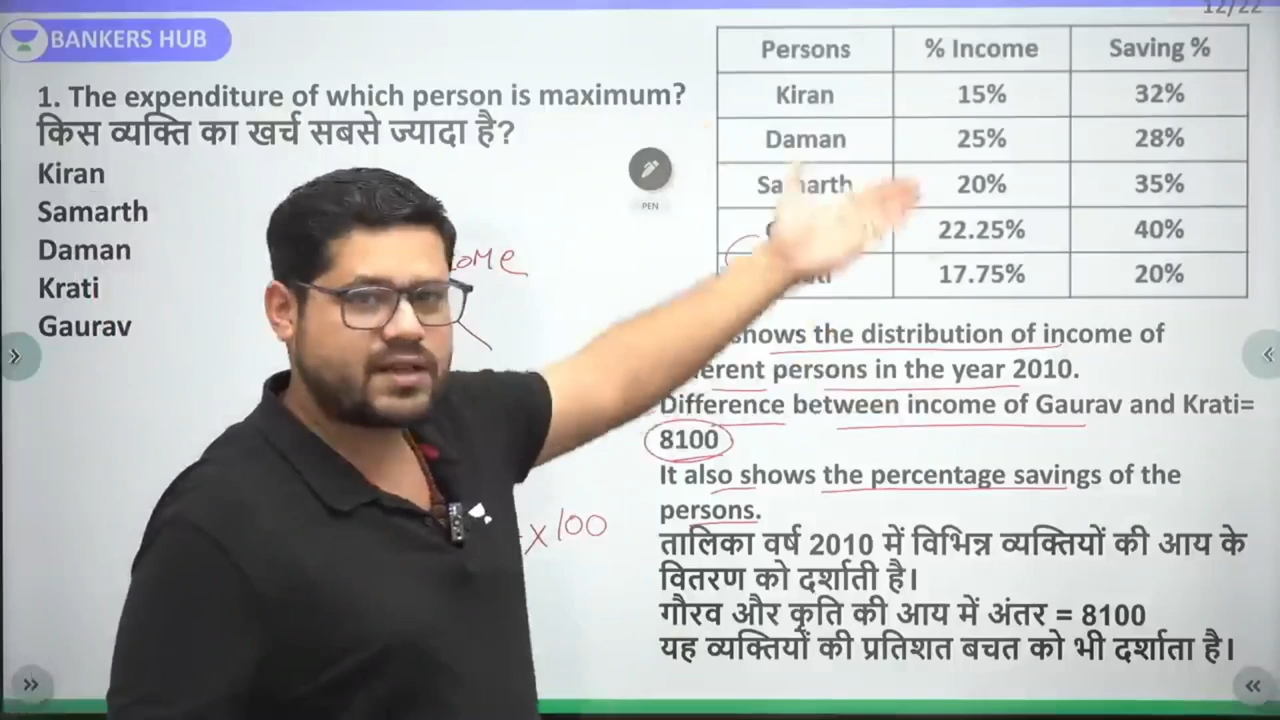 12/22
BANKERS HUB
1. The expenditure of which person is maximum?
किस व्यक्ति का खर्च सबसे ज्यादा है?
Kiran
Samarth
Daman
Krati
Gaurav
PEN
Persons % Income Saving %
Kiran 15% 32%
Daman 25% 28%
20% 35%
22.25% 40%
17.75% 20%
shows the distribution of income of
persons in the year 2010.
Difference between income of Gaurav and Krati=
8100
It also shows the percentage savings of the
persons.
तालिका वर्ष 2010 में विभिन्न व्यक्तियों की आय के
वितरण को दर्शाती है।
गौरव और कृति की आय में अंतर = 8100
यह व्यक्तियों की प्रतिशत बचत को भी दर्शाता है।
x 100